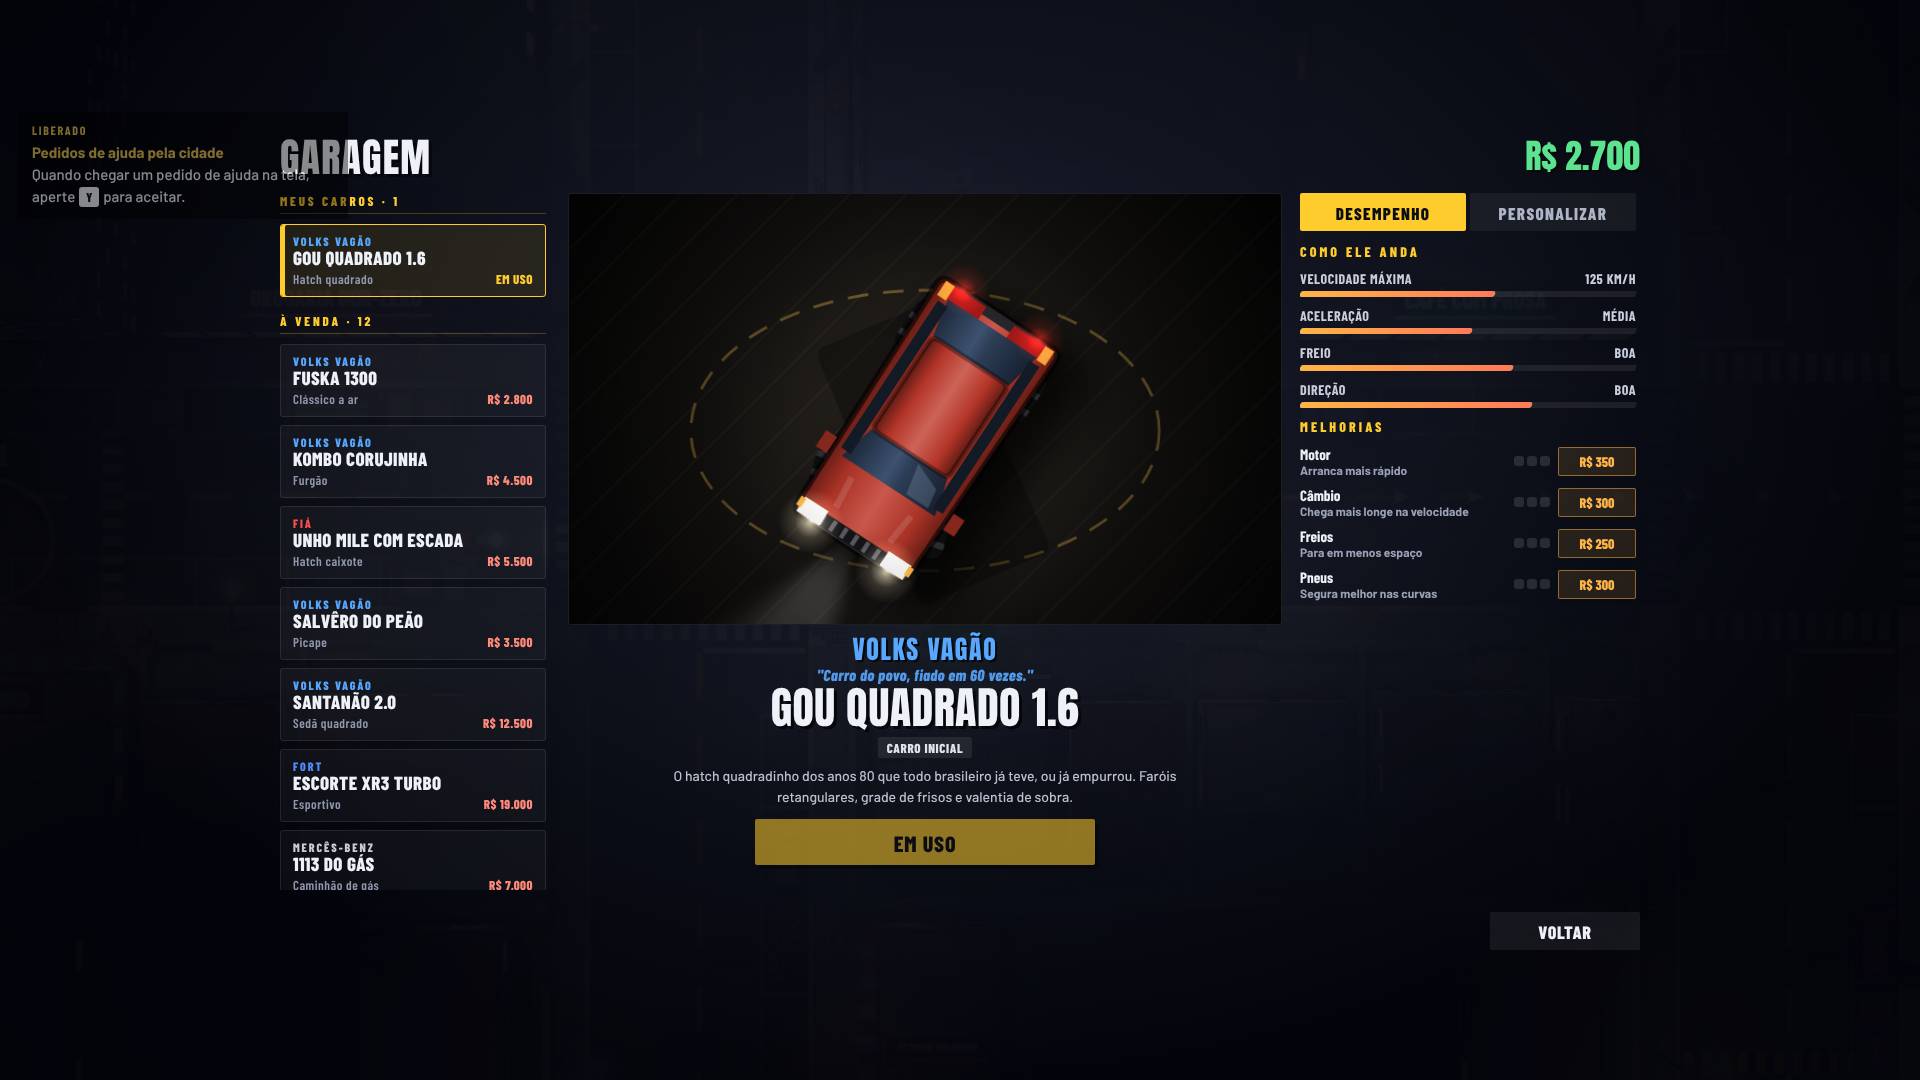 LIBERADO
Pedidos de ajuda pela cidade
Quando chegar um pedido de ajuda na tela,
aperte Y para aceitar.
GARAGEM
R$ 2.700
MEUS CARROS · 1
VOLKS VAGÃO
GOU QUADRADO 1.6
Hatch quadrado
EM USO
À VENDA · 12
VOLKS VAGÃO
FUSKA 1300
Clássico a ar
R$ 2.800
VOLKS VAGÃO
KOMBO CORUJINHA
Furgão
R$ 4.500
FIÁ
UNHO MILE COM ESCADA
Hatch caixote
R$ 5.500
VOLKS VAGÃO
SALVÊRO DO PEÃO
Picape
R$ 3.500
VOLKS VAGÃO
SANTANÃO 2.0
Sedã quadrado
R$ 12.500
FORT
ESCORTE XR3 TURBO
Esportivo
R$ 19.000
MERCÊS-BENZ
1113 DO GÁS
Caminhão de gás
R$ 7.000
VOLKS VAGÃO
"Carro do povo, fiado em 60 vezes."
GOU QUADRADO 1.6
CARRO INICIAL
O hatch quadradinho dos anos 80 que todo brasileiro já teve, ou já empurrou. Faróis
retangulares, grade de frisos e valentia de sobra.
EM USO
DESEMPENHO
PERSONALIZAR
COMO ELE ANDA
VELOCIDADE MÁXIMA
125 KM/H
ACELERAÇÃO
MÉDIA
FREIO
BOA
DIREÇÃO
BOA
MELHORIAS
Motor
Arranca mais rápido
R$ 350
Câmbio
Chega mais longe na velocidade
R$ 300
Freios
Para em menos espaço
R$ 250
Pneus
Segura melhor nas curvas
R$ 300
VOLTAR